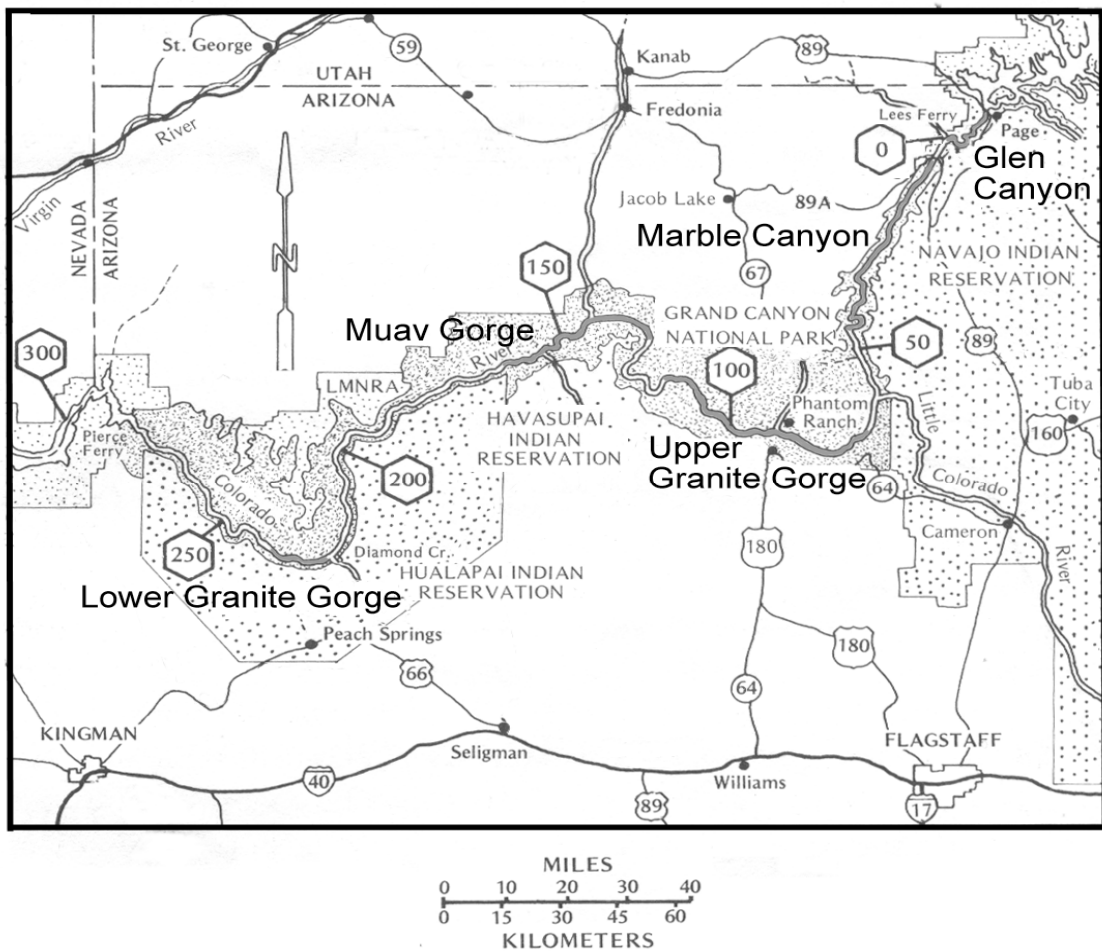 St. George
59
UTAH
ARIZONA
Kanab
89
Fredonia
Lees Ferry
0
Page
Glen
Canyon
River
Virgin
NEVADA
ARIZONA
N
Jacob Lake
89A
Marble Canyon
67
NAVAJO INDIAN
RESERVATION
150
GRAND CANYON
NATIONAL PARK
Muav Gorge
River
50
89
300
100
LMNRA
Tuba
City
160
Phantom
Ranch
Little
HAVASUPAI
INDIAN
RESERVATION
Pierce
Ferry
200
Upper
Granite Gorge
64
Colorado
Colorado
Cameron
250
Diamond Cr.
180
River
HUALAPAI INDIAN
RESERVATION
Lower Granite Gorge
Peach Springs
180
66
64
KINGMAN
Seligman
FLAGSTAFF
40
Williams
89
17
MILES
0 10 20 30 40
0 15 30 45 60
KILOMETERS